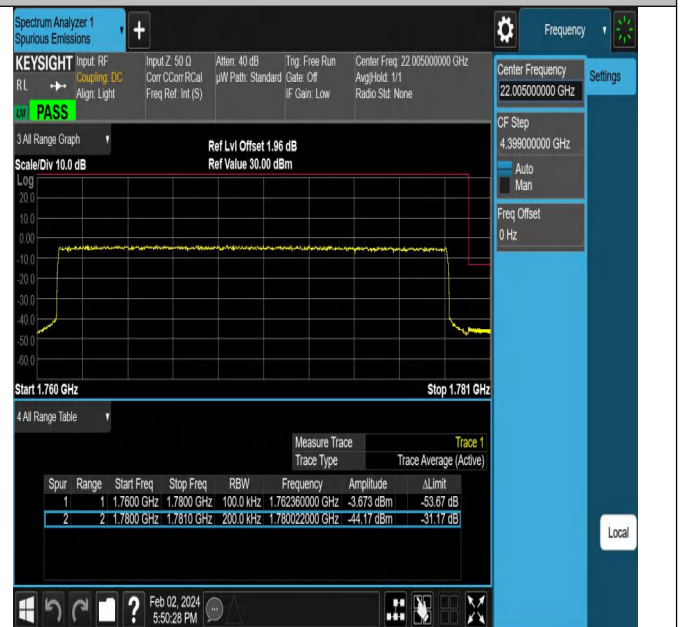 Spectrum Analyzer 1
Spurious Emissions
+
Frequency
KEYSIGHT
RL
PASS
Input: RF
Coupling: DC
Align: Light
Input Z: 50 Ω
Corr CCorr RCal
Freq Ref: Int (S)
Atten: 40 dB
µW Path: Standard
Trig: Free Run
Gate: Off
IF Gain: Low
Center Freq: 22.005000000 GHz
Avg|Hold: 1/1
Radio Std: None
Center Frequency
22.005000000 GHz
Settings
CF Step
4.399000000 GHz
Auto
Man
Freq Offset
0 Hz
3 All Range Graph
Scale/Div 10.0 dB
Ref Lvl Offset 1.96 dB
Ref Value 30.00 dBm
Log
20.0
10.0
0.00
-10.0
-20.0
-30.0
-40.0
-50.0
-60.0
Start 1.760 GHz Stop 1.781 GHz
4 All Range Table
Measure Trace Trace 1
Trace Type Trace Average (Active)
Spur Range Start Freq Stop Freq RBW Frequency Amplitude ΔLimit
1 1 1.7600 GHz 1.7800 GHz 100.0 kHz 1.762360000 GHz -3.673 dBm -53.67 dB
2 2 1.7800 GHz 1.7810 GHz 200.0 kHz 1.780022000 GHz -44.17 dBm -31.17 dB
Local
?
Feb 02, 2024
5:50:28 PM